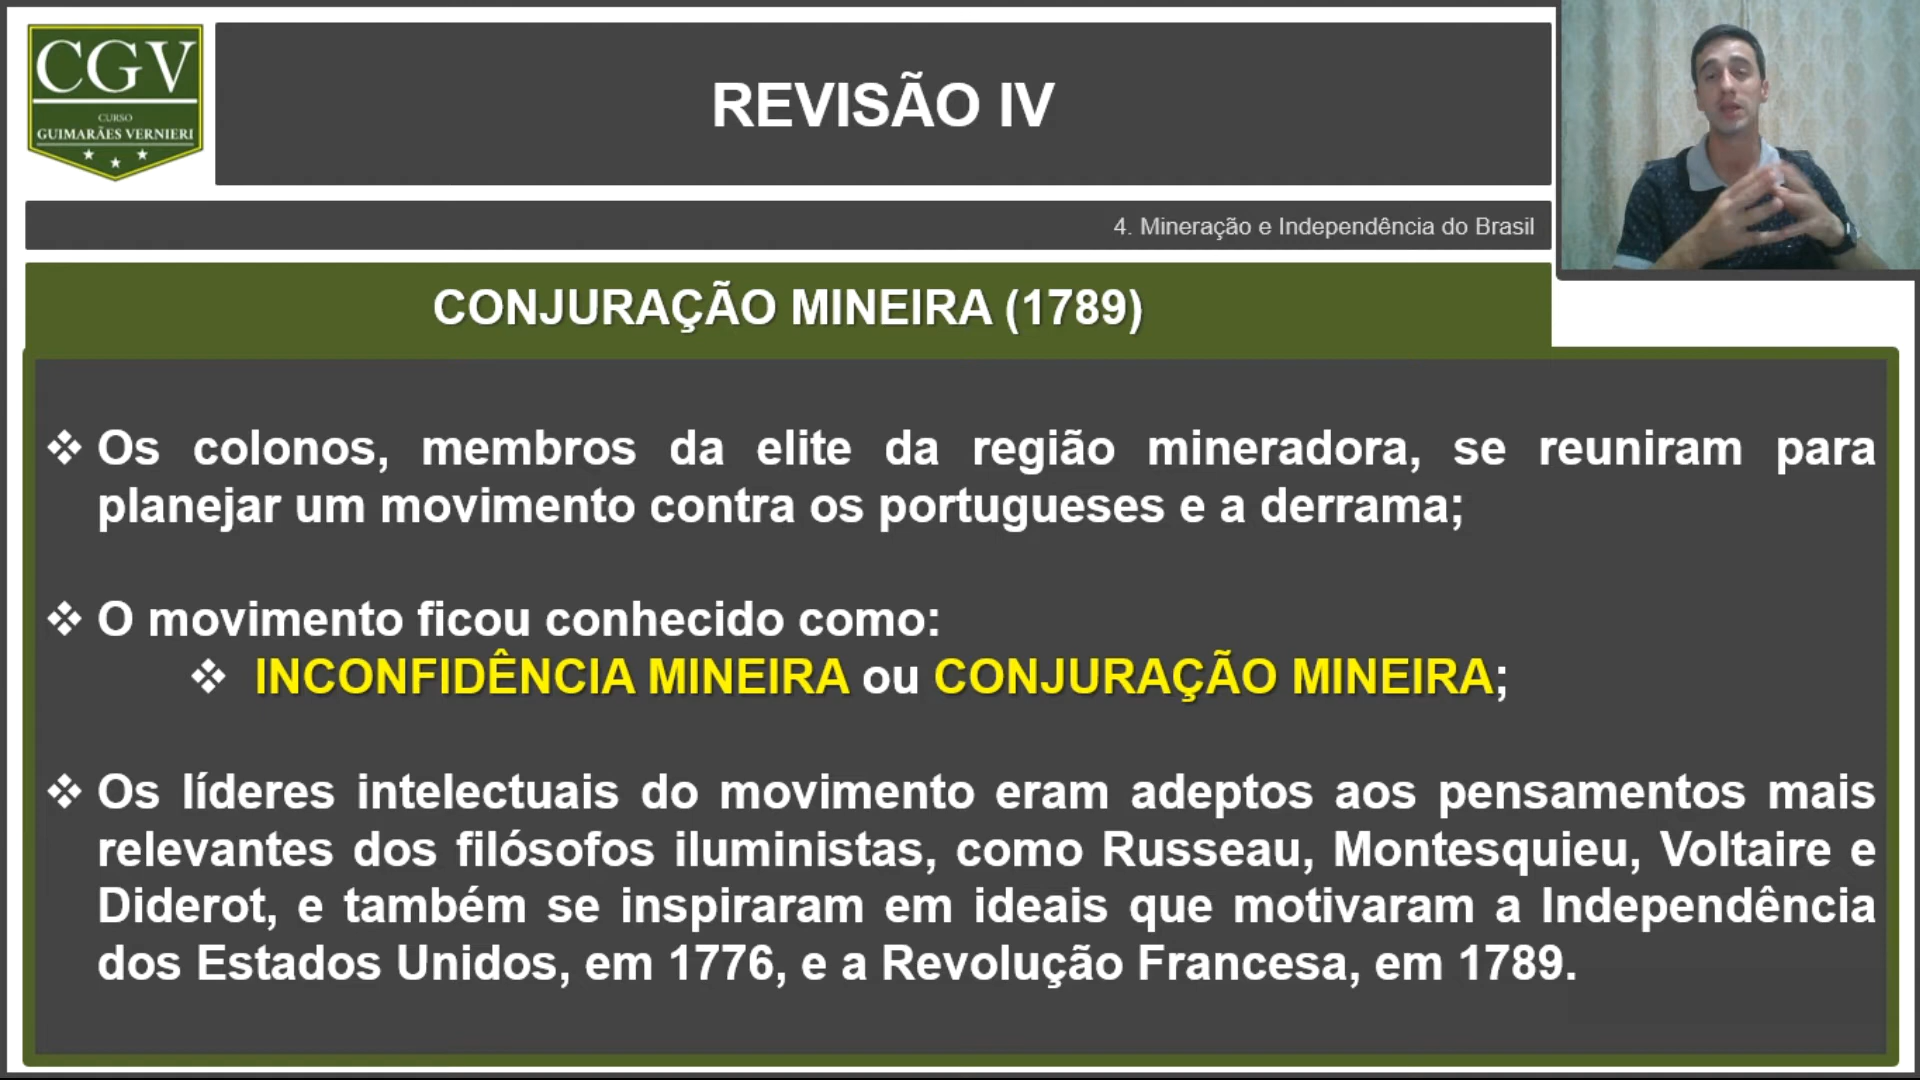 CGV
CURSO
GUIMARÃES VERNIERI
REVISÃO IV
4. Mineração e Independência do Brasil
CONJURAÇÃO MINEIRA (1789)
❖ Os colonos, membros da elite da região mineradora, se reuniram para
planejar um movimento contra os portugueses e a derrama;
❖ O movimento ficou conhecido como:
❖ INCONFIDÊNCIA MINEIRA ou CONJURAÇÃO MINEIRA;
❖ Os líderes intelectuais do movimento eram adeptos aos pensamentos mais
relevantes dos filósofos iluministas, como Russeau, Montesquieu, Voltaire e
Diderot, e também se inspiraram em ideais que motivaram a Independência
dos Estados Unidos, em 1776, e a Revolução Francesa, em 1789.